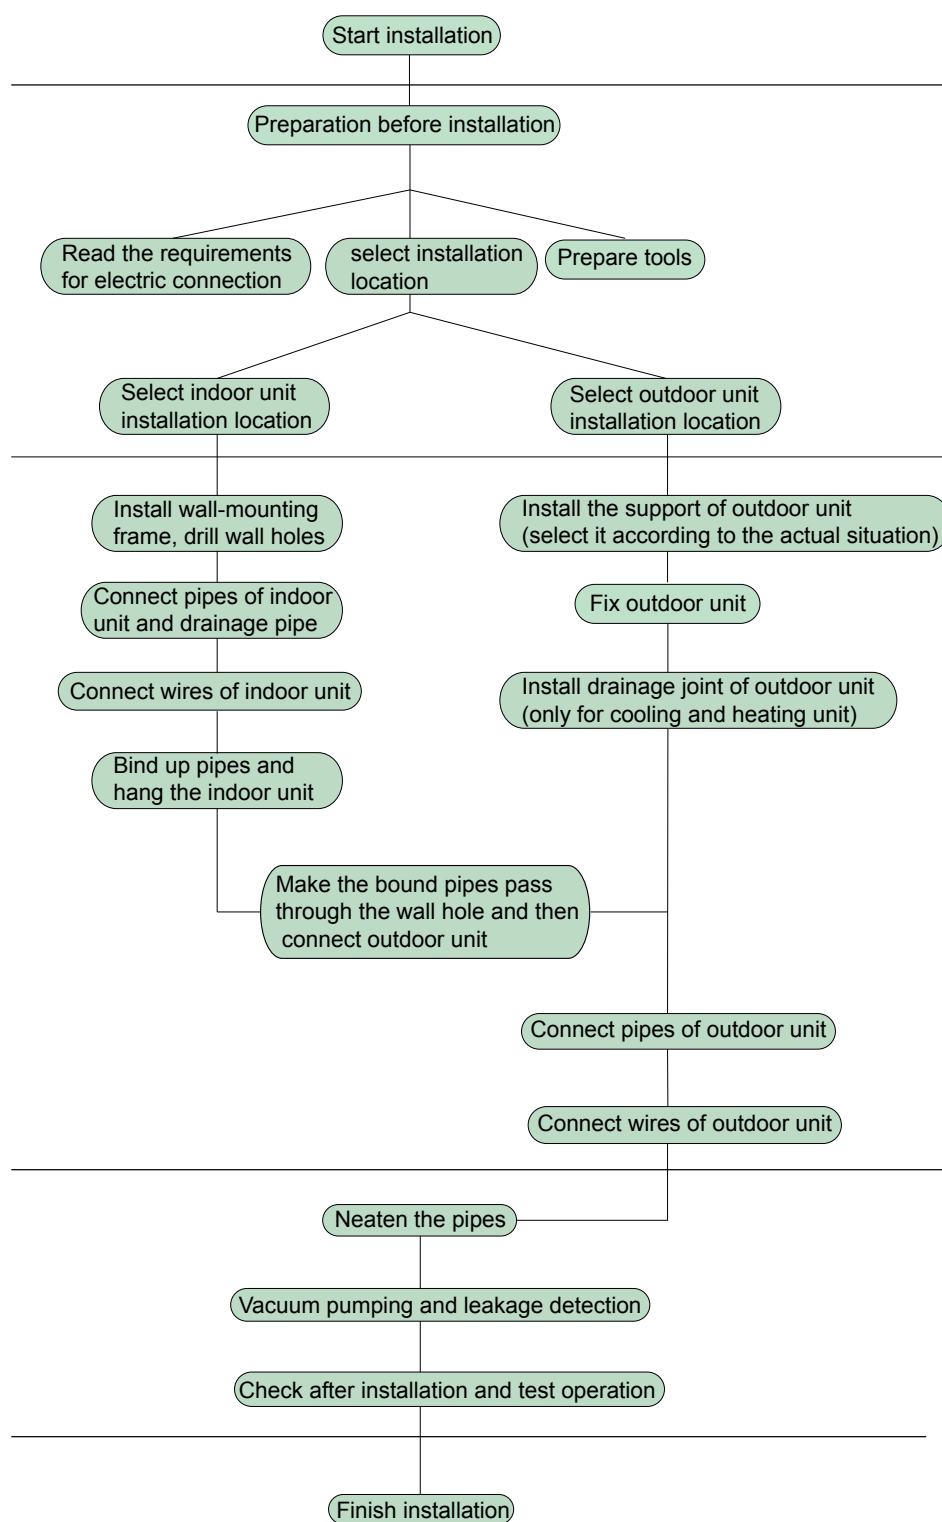 Start installation
Preparation before installation
Read the requirements
for electric connection
select installation
location
Prepare tools
Select indoor unit
installation location
Select outdoor unit
installation location
Install wall-mounting
frame, drill wall holes
Install the support of outdoor unit
(select it according to the actual situation)
Connect pipes of indoor
unit and drainage pipe
Fix outdoor unit
Connect wires of indoor unit
Install drainage joint of outdoor unit
(only for cooling and heating unit)
Bind up pipes and
hang the indoor unit
Make the bound pipes pass
through the wall hole and then
connect outdoor unit
Connect pipes of outdoor unit
Connect wires of outdoor unit
Neaten the pipes
Vacuum pumping and leakage detection
Check after installation and test operation
Finish installation